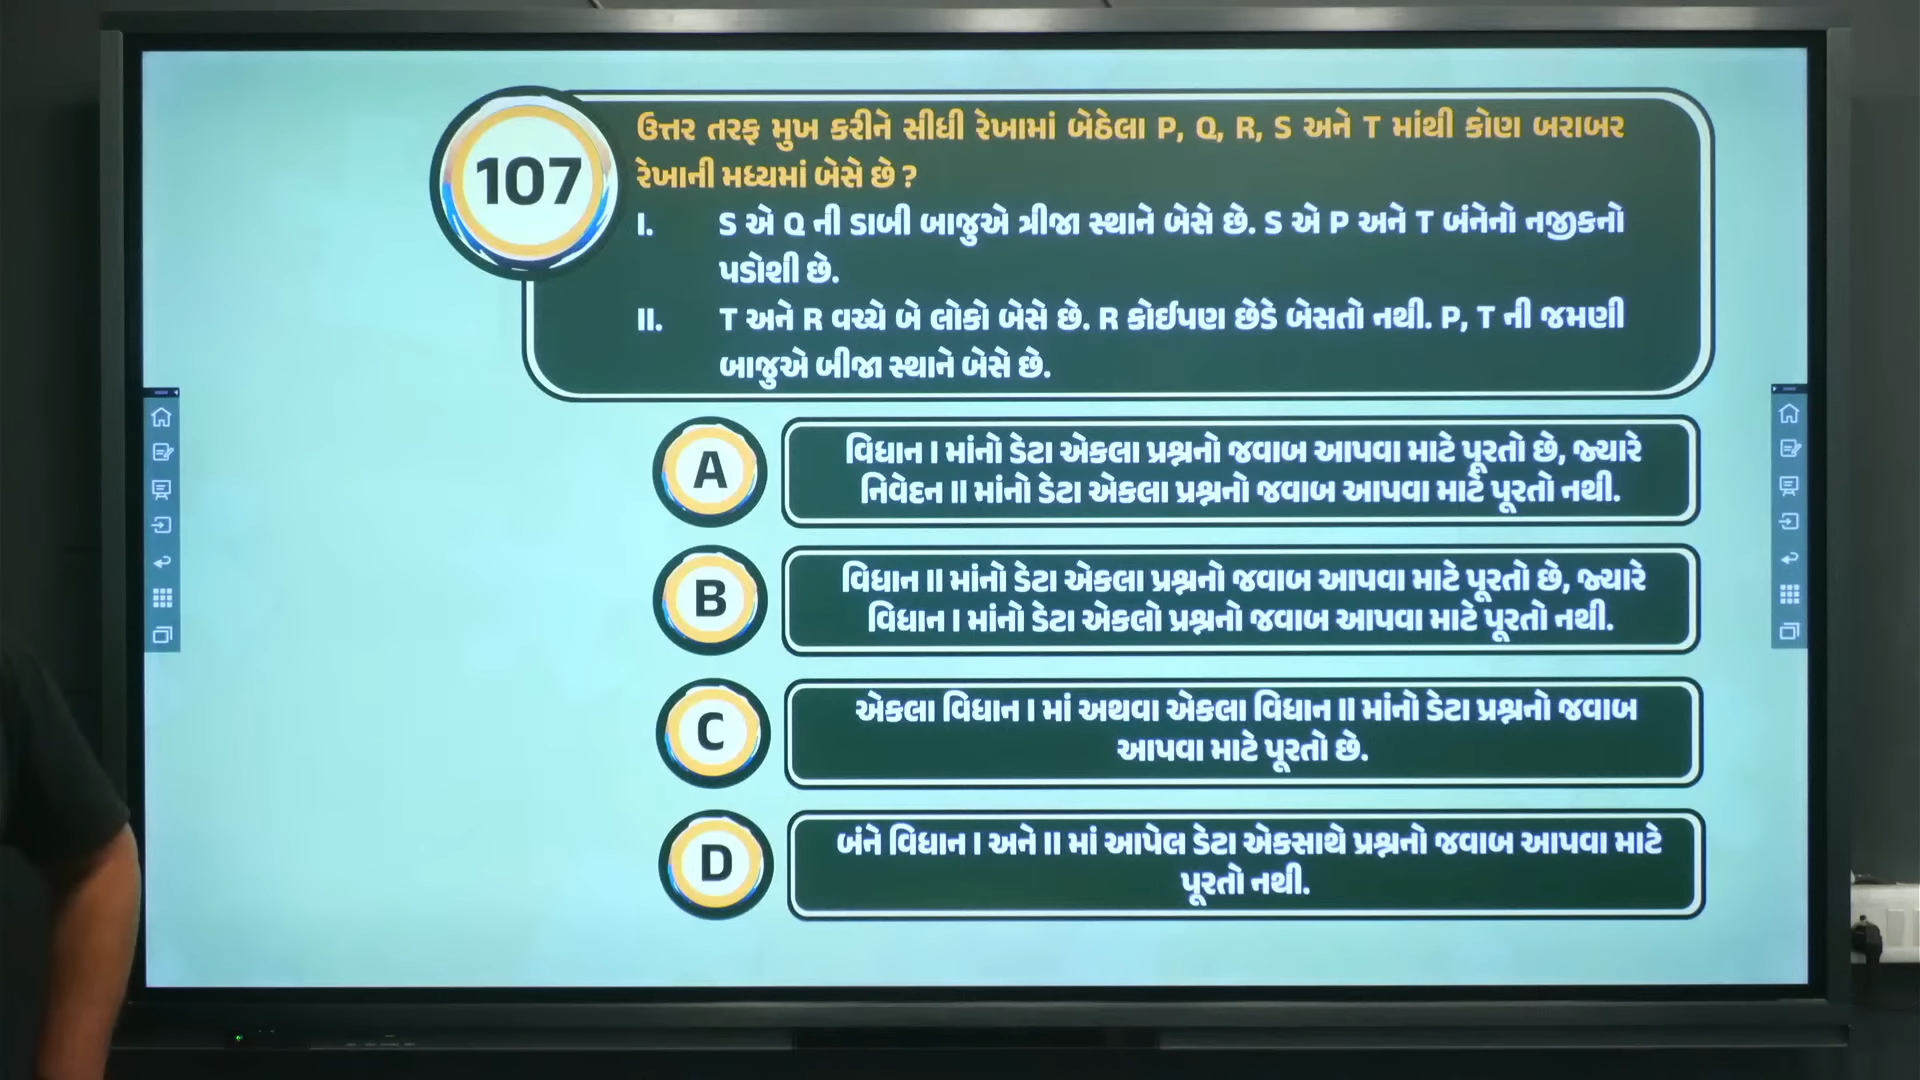 107
ઉત્તર તરફ મુખ કરીને સીધી રેખામાં બેઠેલા P, Q, R, S અને T માંથી કોણ બરાબર
રેખાની મધ્યમાં બેસે છે ?
I. S એ Q ની ડાબી બાજુએ ત્રીજા સ્થાને બેસે છે. S એ P અને T બંનેનો નજીકનો
પડોશી છે.
II. T અને R વચ્ચે બે લોકો બેસે છે. R કોઈપણ છેડે બેસતો નથી. P, T ની જમણી
બાજુએ બીજા સ્થાને બેસે છે.
A વિધાન I માંનો ડેટા એકલા પ્રશ્નનો જવાબ આપવા માટે પૂરતો છે, જ્યારે
નિવેદન II માંનો ડેટા એકલા પ્રશ્નનો જવાબ આપવા માટે પૂરતો નથી.
B વિધાન II માંનો ડેટા એકલા પ્રશ્નનો જવાબ આપવા માટે પૂરતો છે, જ્યારે
વિધાન I માંનો ડેટા એકલો પ્રશ્નનો જવાબ આપવા માટે પૂરતો નથી.
C એકલા વિધાન I માં અથવા એકલા વિધાન II માંનો ડેટા પ્રશ્નનો જવાબ
આપવા માટે પૂરતો છે.
D બંને વિધાન I અને II માં આપેલ ડેટા એકસાથે પ્રશ્નનો જવાબ આપવા માટે
પૂરતો નથી.